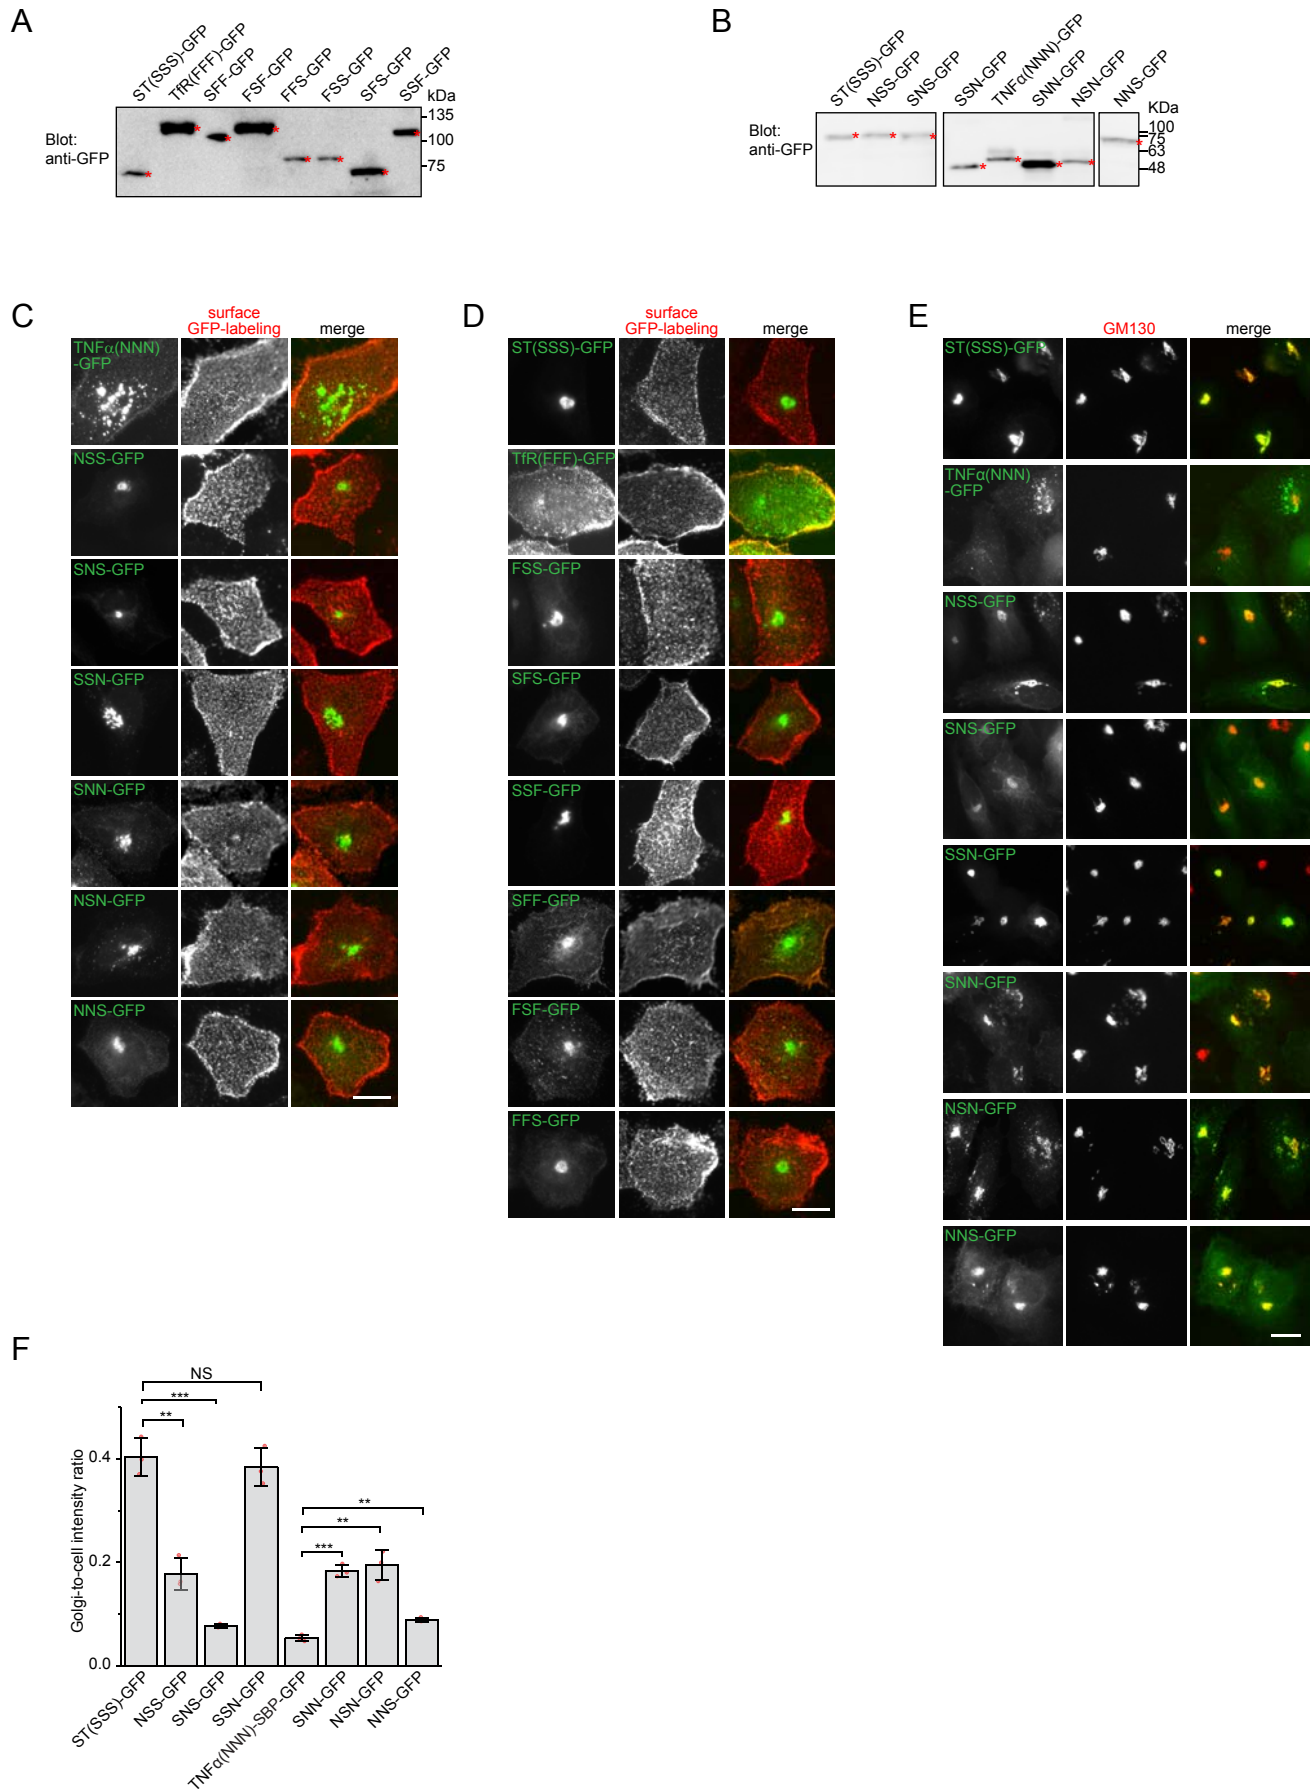 A
ST(SSS)-GFP
TfR(FFF)-GFP
SFF-GFP
FSF-GFP
FFS-GFP
FSS-GFP
SFS-GFP
SSF-GFP
kDa
135
100
75
Blot:
anti-GFP
B
ST(SSS)-GFP
NSS-GFP
SNS-GFP
SSN-GFP
TNFα(NNN)-GFP
SNN-GFP
NSN-GFP
NNS-GFP
KDa
100
75
63
48
Blot:
anti-GFP
C
surface
GFP-labeling
merge
TNFα(NNN)
-GFP
NSS-GFP
SNS-GFP
SSN-GFP
SNN-GFP
NSN-GFP
NNS-GFP
D
surface
GFP-labeling
merge
ST(SSS)-GFP
TfR(FFF)-GFP
FSS-GFP
SFS-GFP
SSF-GFP
SFF-GFP
FSF-GFP
FFS-GFP
E
GM130
merge
ST(SSS)-GFP
TNFα(NNN)
-GFP
NSS-GFP
SNS-GFP
SSN-GFP
SNN-GFP
NSN-GFP
NNS-GFP
F
NS
***
**
**
**
***
Golgi-to-cell intensity ratio
0.4
0.2
0.0
ST(SSS)-GFP
NSS-GFP
SNS-GFP
SSN-GFP
TNFα(NNN)-SBP-GFP
SNN-GFP
NSN-GFP
NNS-GFP